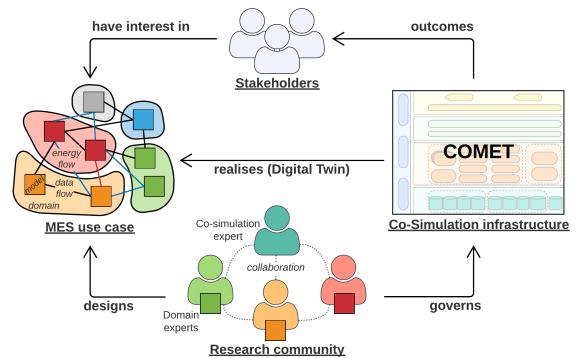 have interest in
outcomes
Stakeholders
energy
flow
model
data
flow
domain
MES use case
realises (Digital Twin)
COMET
Co-Simulation infrastructure
Co-simulation
expert
collaboration
Domain
experts
designs
governs
Research community